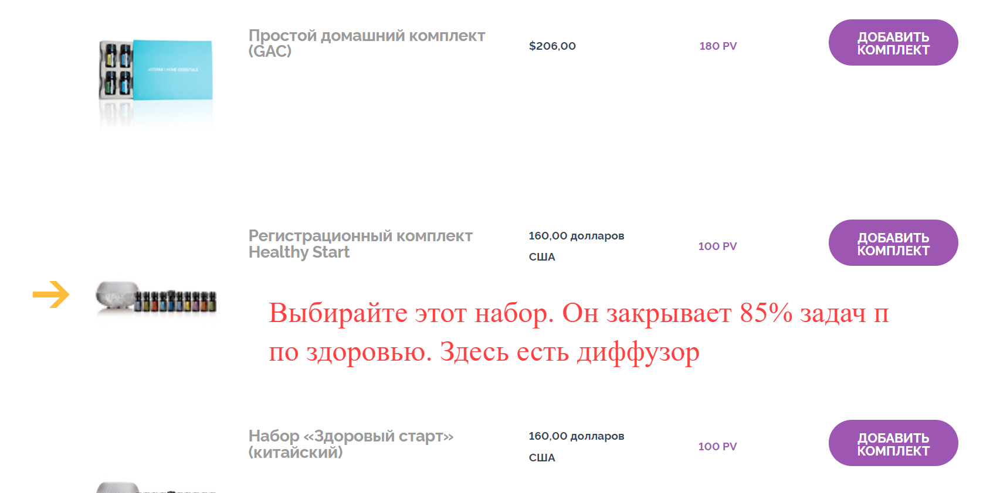 Простой домашний комплект
(GAC)
$206,00
180 PV
ДОБАВИТЬ
КОМПЛЕКТ
HOME ESSENTIALS
Регистрационный комплект
Healthy Start
160,00 долларов
США
100 PV
ДОБАВИТЬ
КОМПЛЕКТ
Выбирайте этот набор. Он закрывает 85% задач п
по здоровью. Здесь есть диффузор
Набор «Здоровый старт»
(китайский)
160,00 долларов
США
100 PV
ДОБАВИТЬ
КОМПЛЕКТ